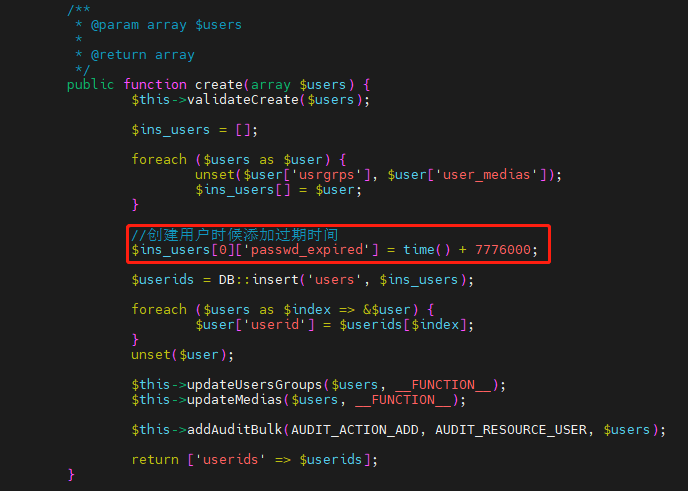 /**
* @param array $users
*
* @return array
*/
public function create(array $users) {
$this->validateCreate($users);
$ins_users = [];
foreach ($users as $user) {
unset($user['usrgrps'], $user['user_medias']);
$ins_users[] = $user;
}
//创建用户时候添加过期时间
$ins_users[0]['passwd_expired'] = time() + 7776000;
$userids = DB::insert('users', $ins_users);
foreach ($users as $index => &$user) {
$user['userid'] = $userids[$index];
}
unset($user);
$this->updateUsersGroups($users, __FUNCTION__);
$this->updateMedias($users, __FUNCTION__);
$this->addAuditBulk(AUDIT_ACTION_ADD, AUDIT_RESOURCE_USER, $users);
return ['userids' => $userids];
}